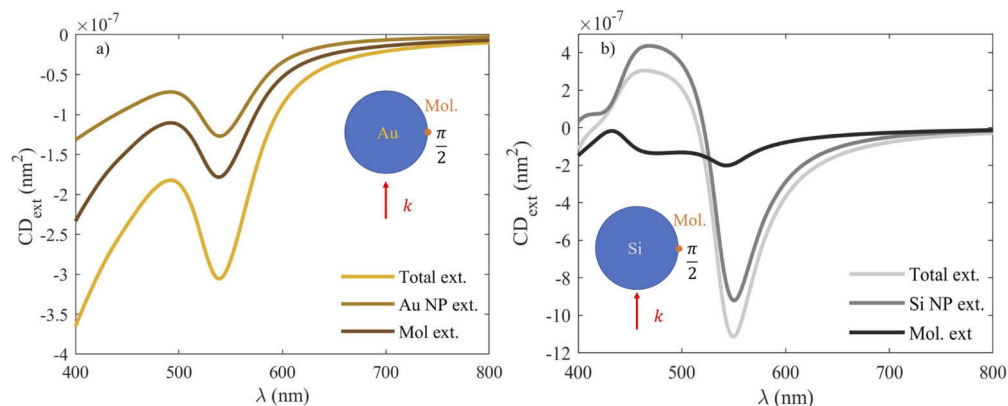 ×10⁻⁷
a)
0
-0.5
-1
-1.5
-2
-2.5
-3
-3.5
-4
CD_ext (nm²)
Mol.
Au
π/2
k
Total ext.
Au NP ext.
Mol ext.
400 500 600 700 800
λ (nm)
×10⁻⁷
b)
4
2
0
-2
-4
-6
-8
-10
-12
CD_ext (nm²)
Mol.
Si
π/2
k
Total ext.
Si NP ext.
Mol. ext
400 500 600 700 800
λ (nm)